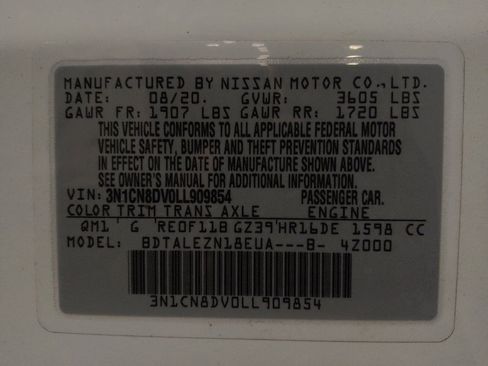 MANUFACTURED BY NISSAN MOTOR CO.,LTD.
DATE: 08/20. GVWR: 3605 LBS
GAWR FR: 1907 LBS GAWR RR: 1720 LBS
THIS VEHICLE CONFORMS TO ALL APPLICABLE FEDERAL MOTOR
VEHICLE SAFETY, BUMPER AND THEFT PREVENTION STANDARDS
IN EFFECT ON THE DATE OF MANUFACTURE SHOWN ABOVE.
SEE OWNER'S MANUAL FOR ADDITIONAL INFORMATION.
VIN: 3N1CN8DV0LL909854 PASSENGER CAR.
COLOR TRIM TRANS AXLE ENGINE
QM1 ' G 'RE0F11B GZ39'HR16DE 1598 CC
MODEL: BDTALEZN18EUA---B- 4Z000
3N1CN8DV0LL909854